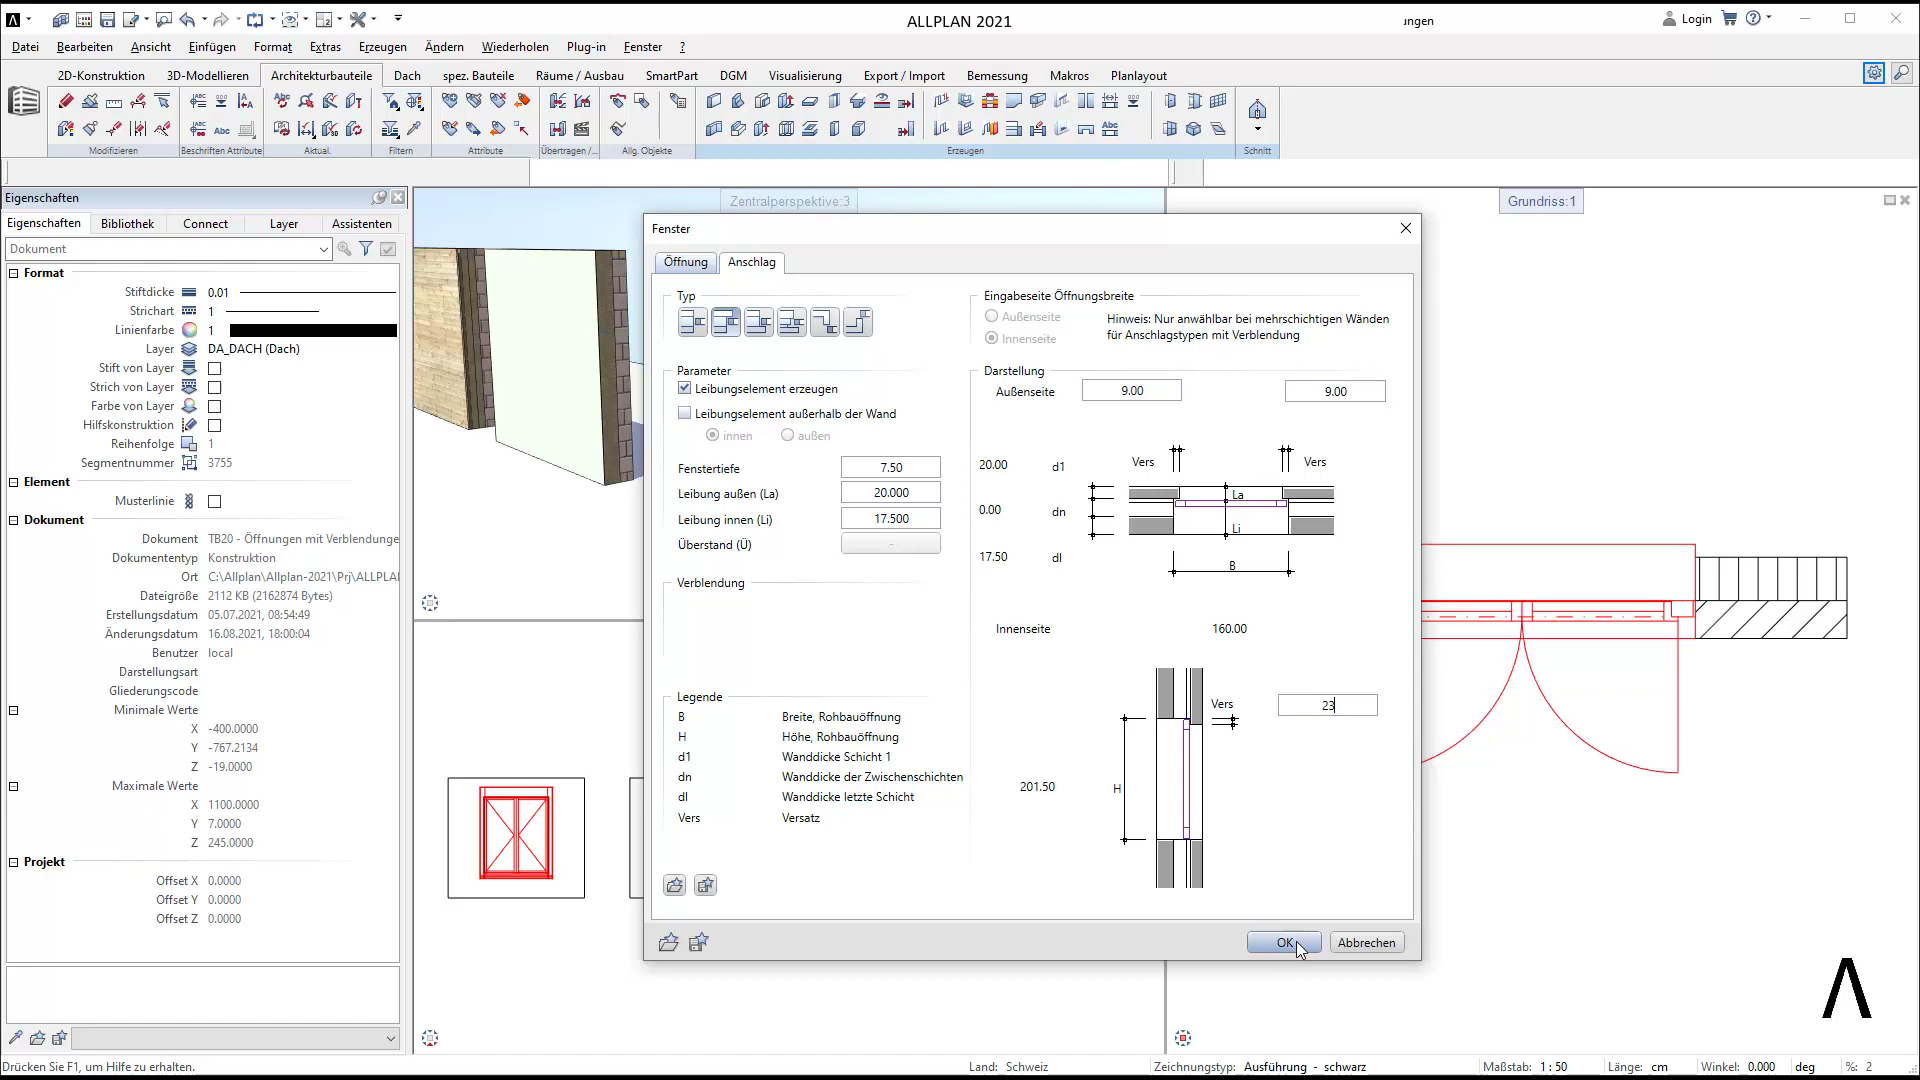 ALLPLAN 2021
ungen
Login
Datei Bearbeiten Ansicht Einfügen Format Extras Erzeugen Ändern Wiederholen Plug-in Fenster ?
2D-Konstruktion 3D-Modellieren Architekturbauteile Dach spez. Bauteile Räume / Ausbau SmartPart DGM Visualisierung Export / Import Bemessung Makros Planlayout
Modifizieren Beschriften Attribute Aktual. Filtern Attribute Übertragen /... Allg. Objekte Erzeugen Schnitt
Eigenschaften
Eigenschaften Bibliothek Connect Layer Assistenten
Dokument
Format
Stiftdicke 0.01
Strichart 1
Linienfarbe 1
Layer DA_DACH (Dach)
Stift von Layer
Strich von Layer
Farbe von Layer
Hilfskonstruktion
Reihenfolge 1
Segmentnummer 3755
Element
Musterlinie
Dokument
Dokument TB20 - Öffnungen mit Verblendunge
Dokumententyp Konstruktion
Ort C:\Allplan\Allplan-2021\Prj\ALLPLA
Dateigröße 2112 KB (2162874 Bytes)
Erstellungsdatum 05.07.2021, 08:54:49
Änderungsdatum 16.08.2021, 18:00:04
Benutzer local
Darstellungsart
Gliederungscode
Minimale Werte
X -400.0000
Y -767.2134
Z -19.0000
Maximale Werte
X 1100.0000
Y 7.0000
Z 245.0000
Projekt
Offset X 0.0000
Offset Y 0.0000
Offset Z 0.0000
Zentralperspektive:3
Grundriss:1
Fenster
Öffnung Anschlag
Typ
Parameter
Leibungselement erzeugen
Leibungselement außerhalb der Wand
innen außen
Fenstertiefe 7.50
Leibung außen (La) 20.000
Leibung innen (Li) 17.500
Überstand (Ü) -
Verblendung
Legende
B Breite, Rohbauöffnung
H Höhe, Rohbauöffnung
d1 Wanddicke Schicht 1
dn Wanddicke der Zwischenschichten
dl Wanddicke letzte Schicht
Vers Versatz
Eingabeseite Öffnungsbreite
Außenseite
Innenseite
Hinweis: Nur anwählbar bei mehrschichtigen Wänden
für Anschlagstypen mit Verblendung
Darstellung
Außenseite 9.00 9.00
Vers Vers
20.00 d1
La
0.00 dn
Li
17.50 dl
B
Innenseite 160.00
Vers 23
201.50 H
OK Abbrechen
Drücken Sie F1, um Hilfe zu erhalten.
Land: Schweiz Zeichnungstyp: Ausführung - schwarz Maßstab: 1 : 50 Länge: cm Winkel: 0.000 deg %: 2